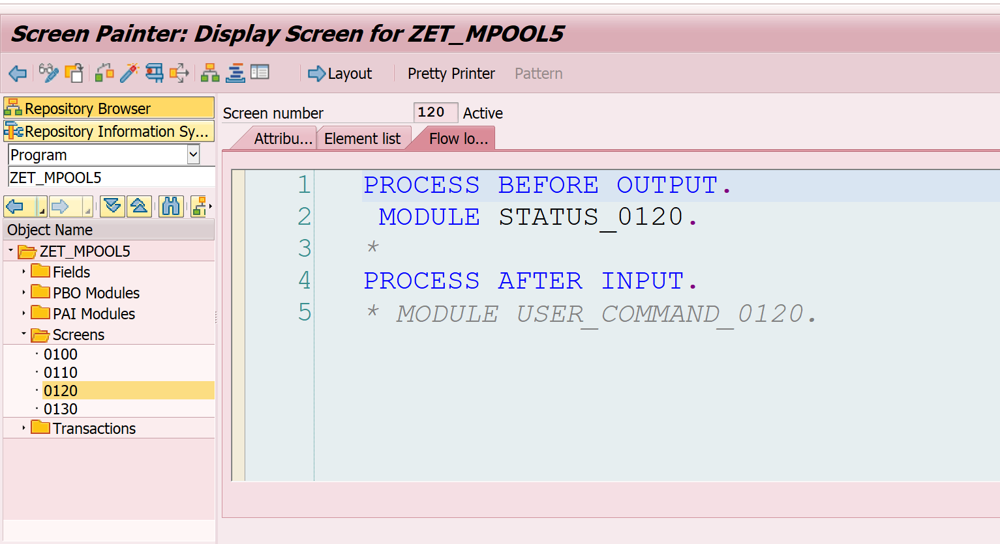 Screen Painter: Display Screen for ZET_MPOOL5
Layout Pretty Printer Pattern
Repository Browser
Repository Information Sy...
Program
ZET_MPOOL5
Object Name
ZET_MPOOL5
Fields
PBO Modules
PAI Modules
Screens
0100
0110
0120
0130
Transactions
Screen number 120 Active
Attribu... Element list Flow lo...
1 PROCESS BEFORE OUTPUT.
2 MODULE STATUS_0120.
3 *
4 PROCESS AFTER INPUT.
5 * MODULE USER_COMMAND_0120.